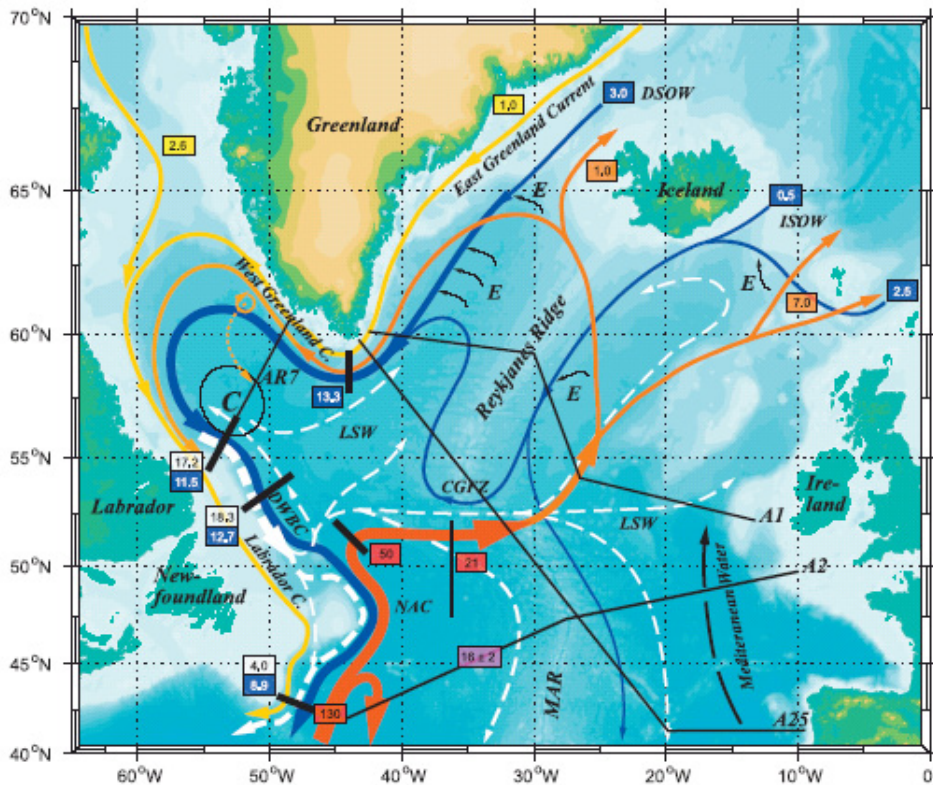 70°N
65°N
60°N
55°N
50°N
45°N
40°N
60°W
50°W
40°W
30°W
20°W
10°W
0
2.6
1,0
3.0
DSOW
Greenland
East Greenland Current
E
1,0
Iceland
0.5
ISOW
E
7.0
2.5
E
West Greenland C.
Reykjanes Ridge
AR7
C
13.3
LSW
E
17.2
11.5
CGFZ
Ire-
land
Labrador
18.3
12.7
DWBC
LSW
A1
50
21
A2
Labrador C.
New-
foundland
NAC
Mediteranean Water
16 ± 2
4,0
8.9
MAR
130
A25